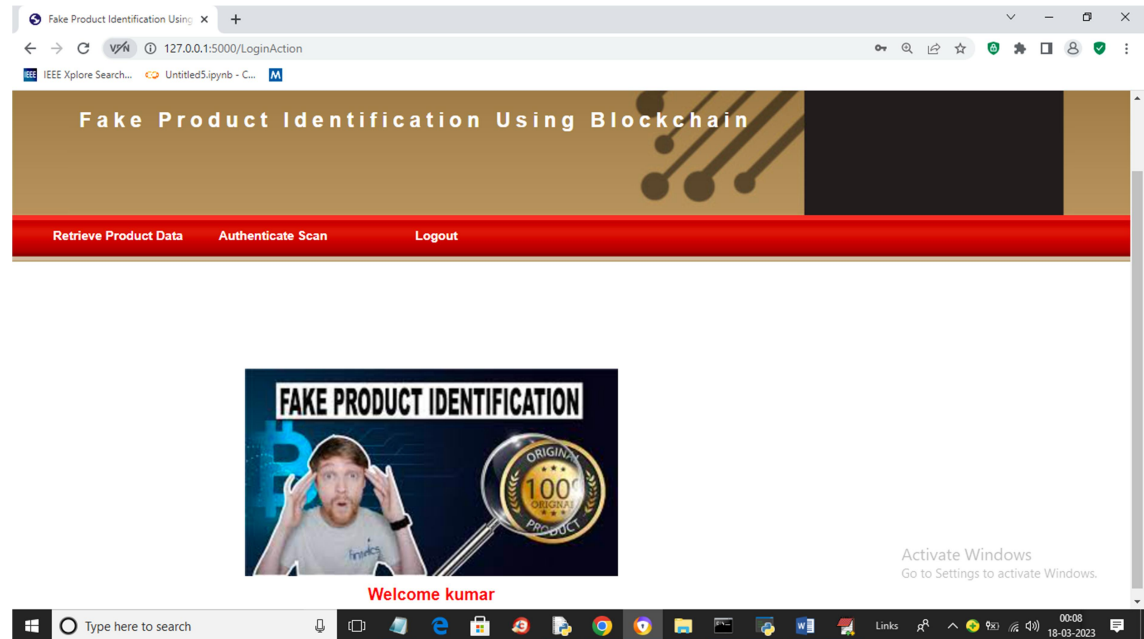 Fake Product Identification Using
127.0.0.1:5000/LoginAction
IEEE IEEE Xplore Search... Untitled5.ipynb - C... M
Fake Product Identification Using Blockchain
Retrieve Product Data Authenticate Scan Logout
FAKE PRODUCT IDENTIFICATION
ORIGINAL
100%
ORIGNAL
PRODUCT
Welcome kumar
Activate Windows
Go to Settings to activate Windows.
Type here to search
Links
00:08
18-03-2023